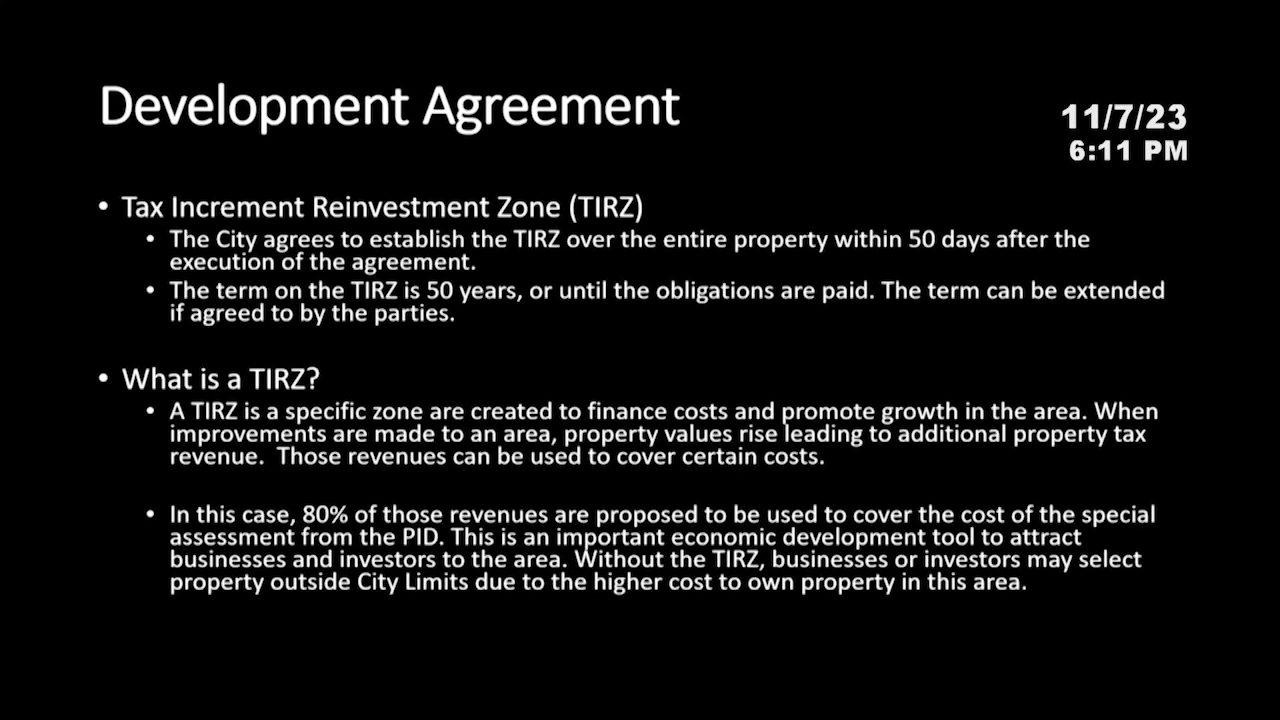 Development Agreement
11/7/23
6:11 PM
• Tax Increment Reinvestment Zone (TIRZ)
• The City agrees to establish the TIRZ over the entire property within 50 days after the
execution of the agreement.
• The term on the TIRZ is 50 years, or until the obligations are paid. The term can be extended
if agreed to by the parties.
• What is a TIRZ?
• A TIRZ is a specific zone are created to finance costs and promote growth in the area. When
improvements are made to an area, property values rise leading to additional property tax
revenue.  Those revenues can be used to cover certain costs.
• In this case, 80% of those revenues are proposed to be used to cover the cost of the special
assessment from the PID. This is an important economic development tool to attract
businesses and investors to the area. Without the TIRZ, businesses or investors may select
property outside City Limits due to the higher cost to own property in this area.